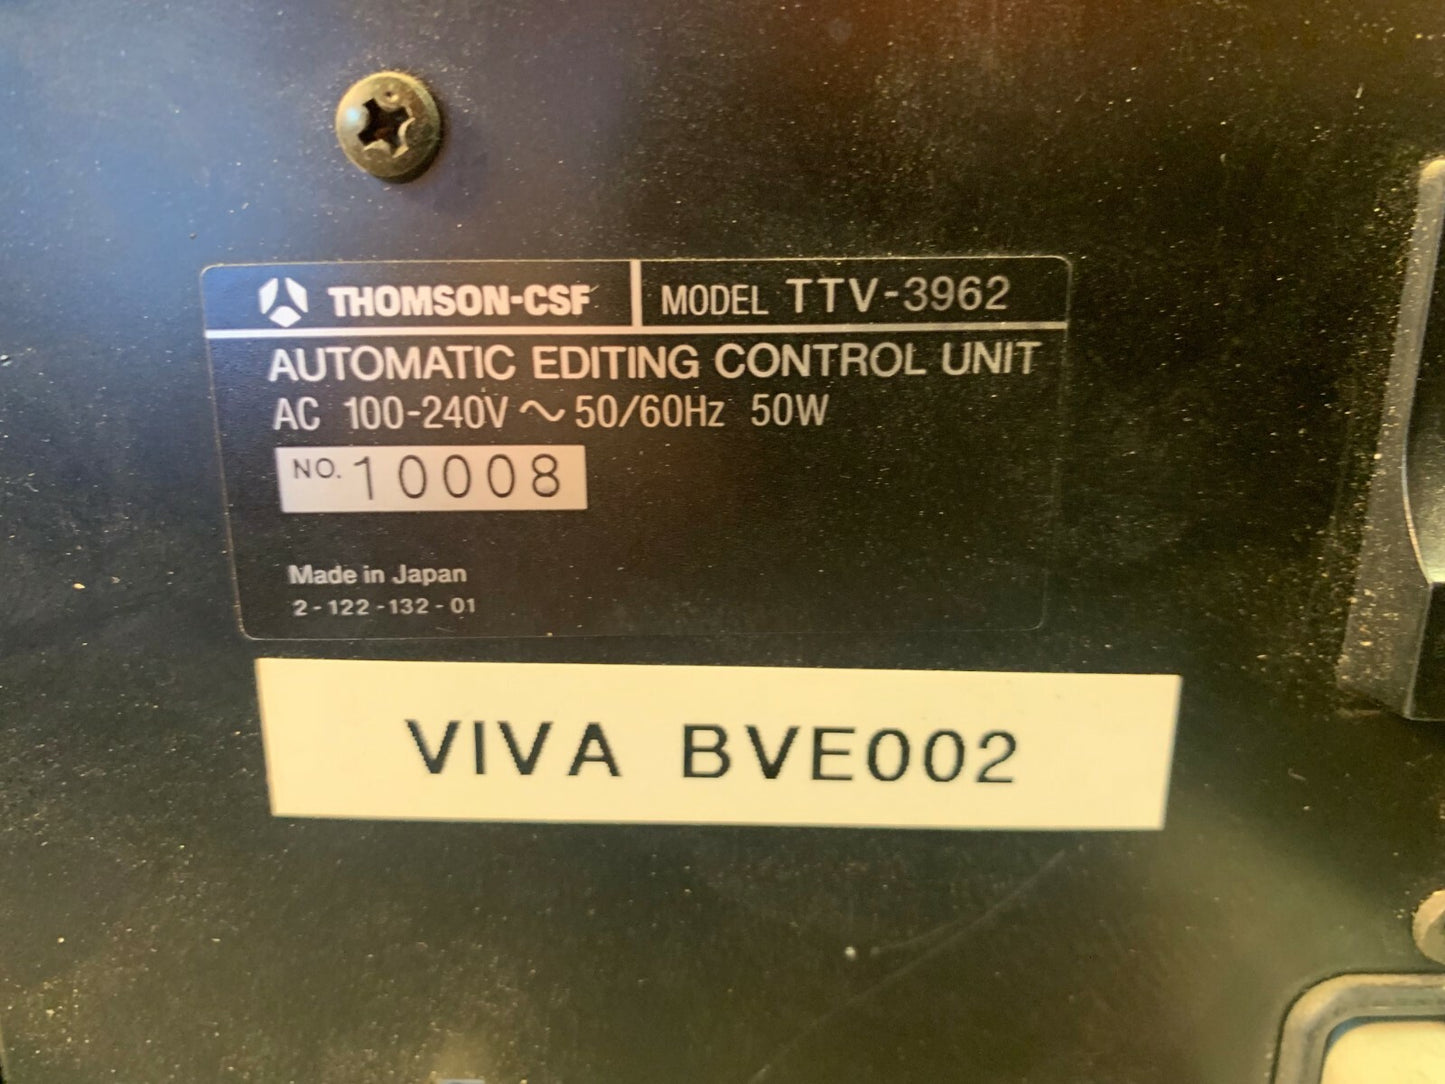 THOMSON-CSF MODEL TTV-3962
AUTOMATIC EDITING CONTROL UNIT
AC 100-240V ~ 50/60Hz 50W
NO. 10008
Made in Japan
2-122-132-01
VIVA BVE002